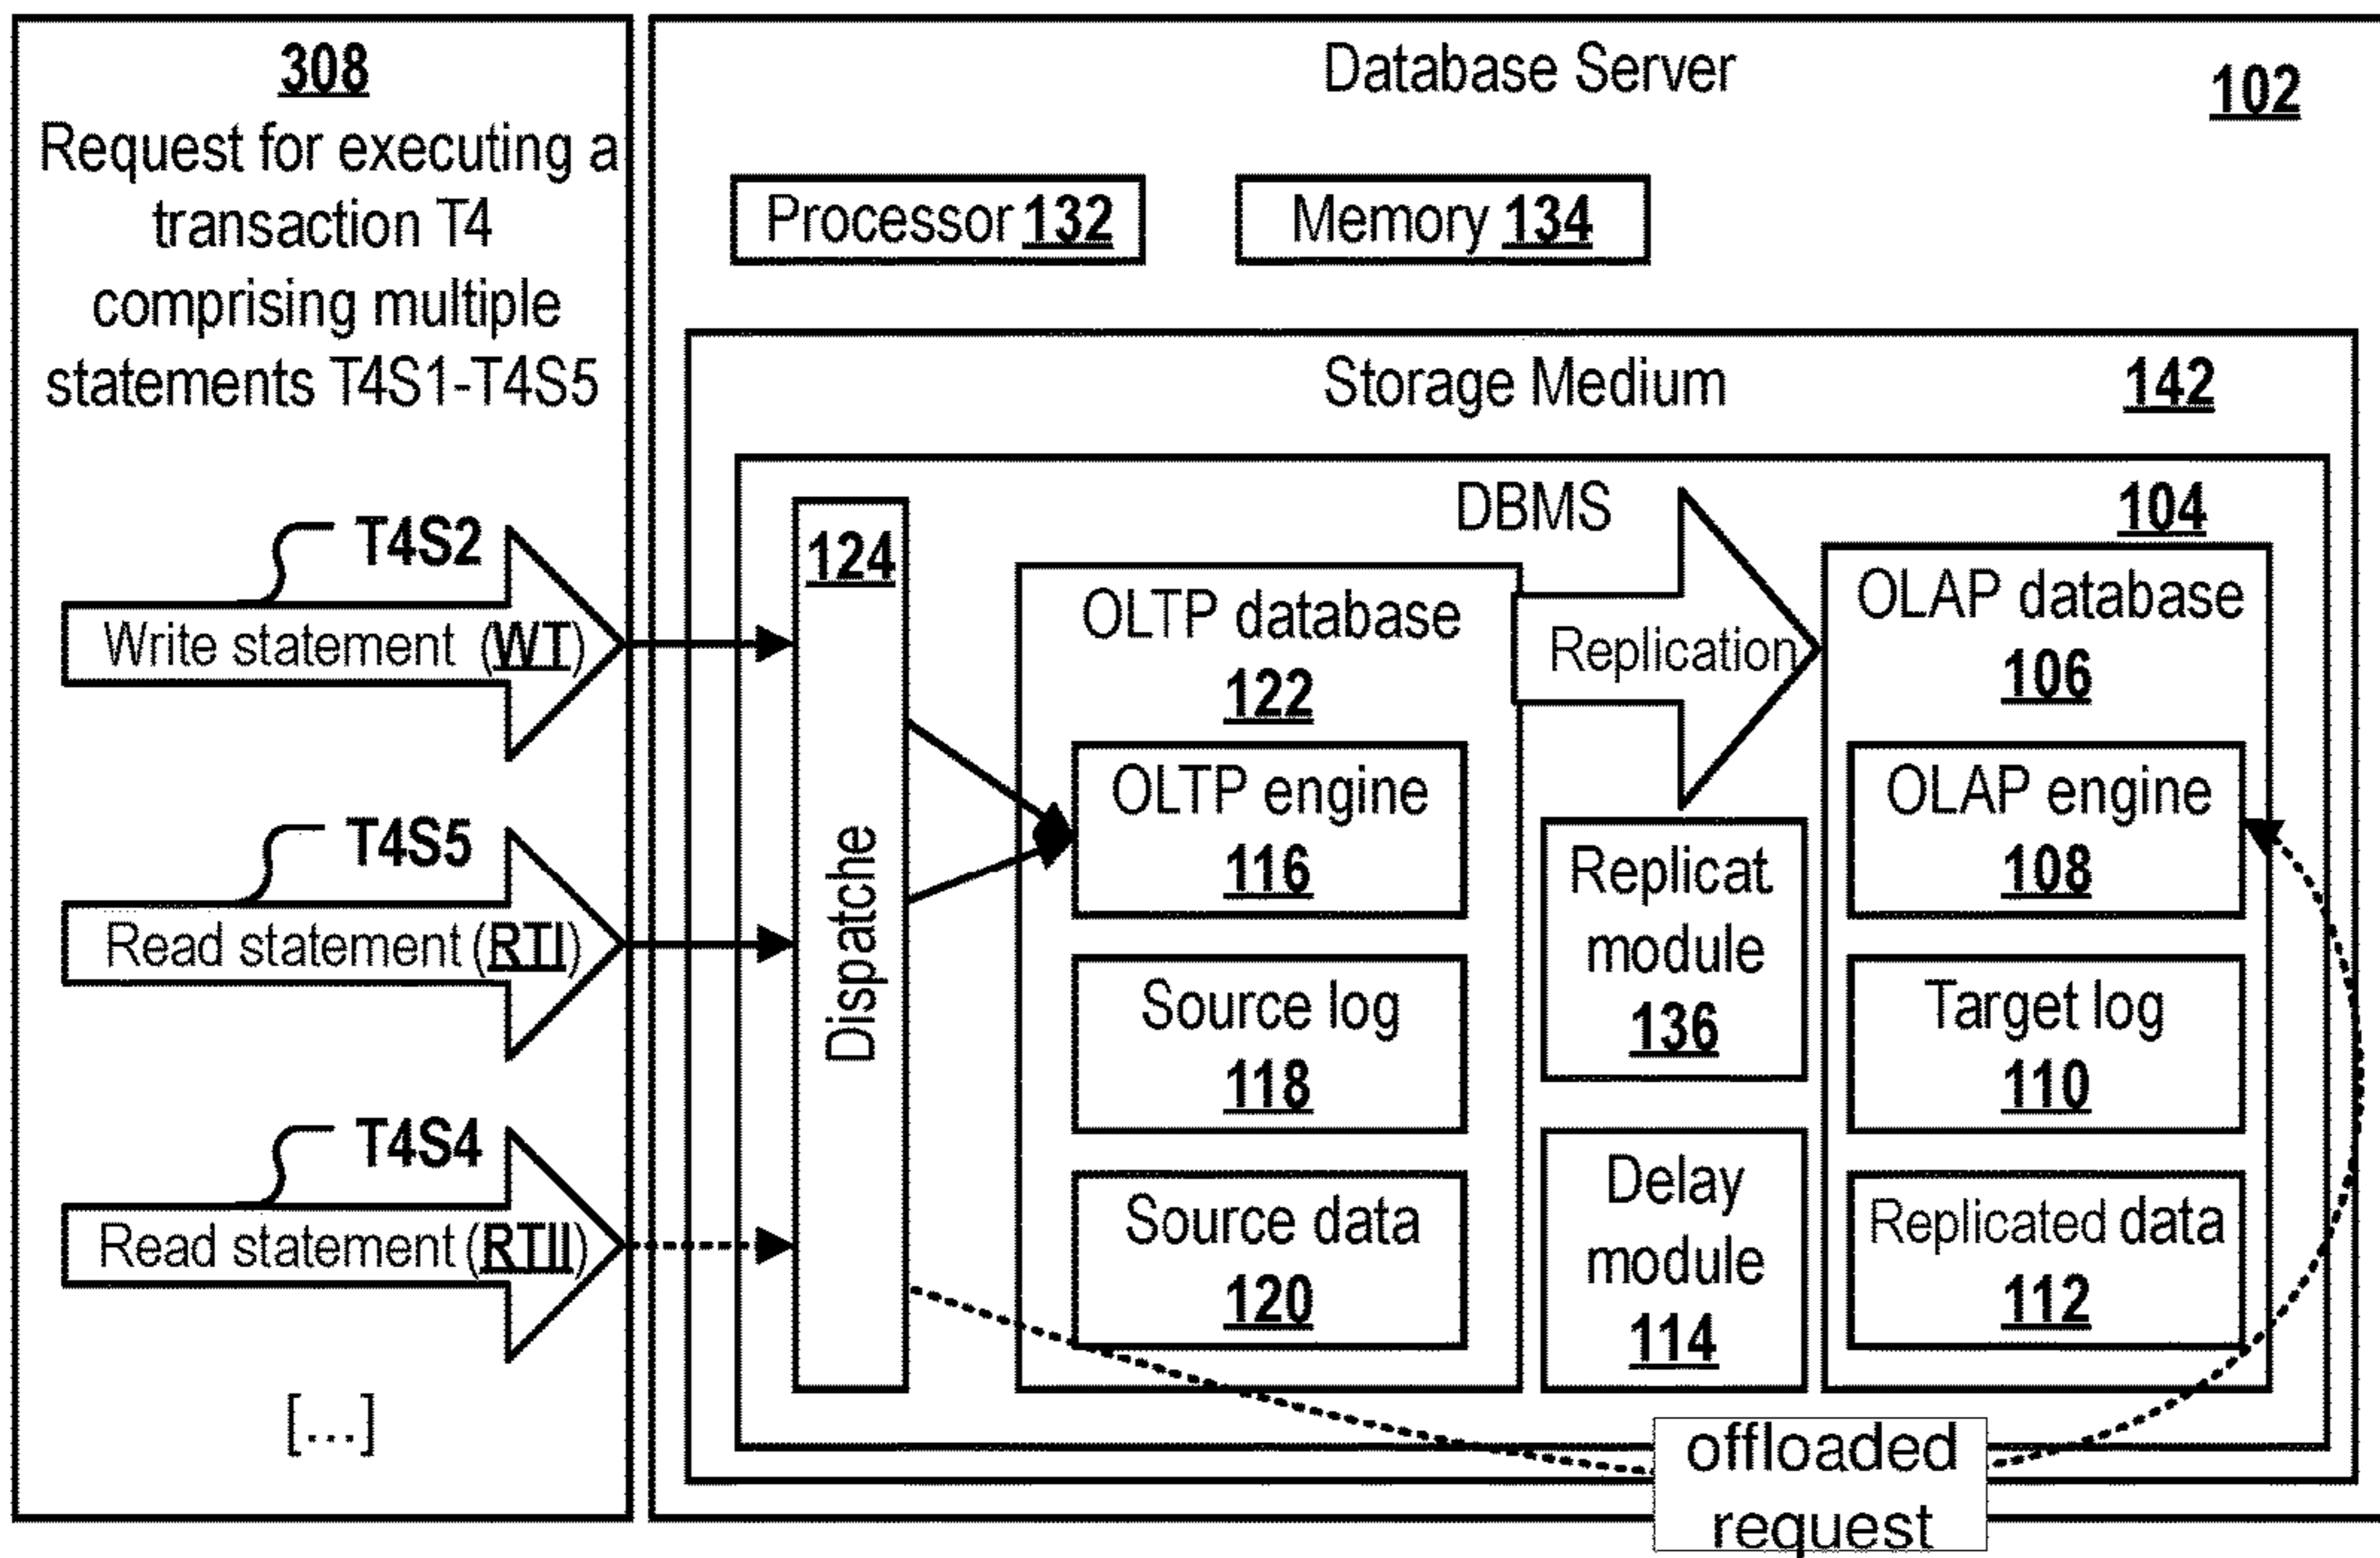 308
Request for executing a
transaction T4
comprising multiple
statements T4S1-T4S5
T4S2
Write statement (WT)
T4S5
Read statement (RTI)
T4S4
Read statement (RTII)
[...]
Database Server
102
Processor 132
Memory 134
Storage Medium
142
DBMS
104
124
Dispatche
OLTP database
122
OLTP engine
116
Source log
118
Source data
120
Replication
Replicat.
module
136
Delay
module
114
OLAP database
106
OLAP engine
108
Target log
110
Replicated data
112
offloaded
request